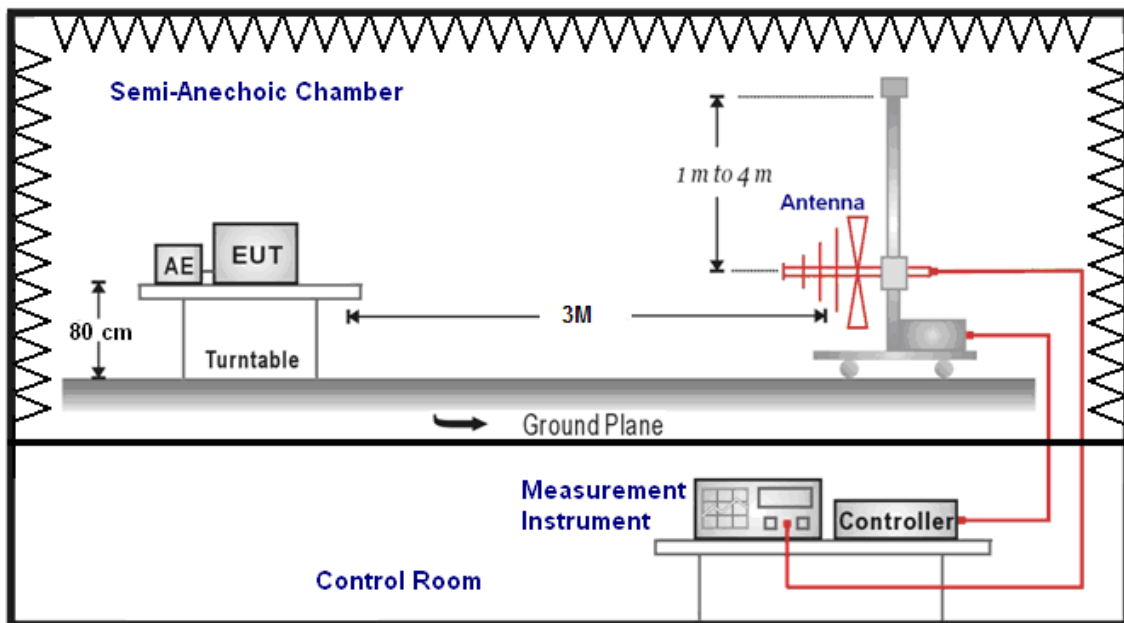 Semi-Anechoic Chamber
1 m to 4 m
Antenna
AE
EUT
80 cm
3M
Turntable
Ground Plane
Measurement
Instrument
Controller
Control Room